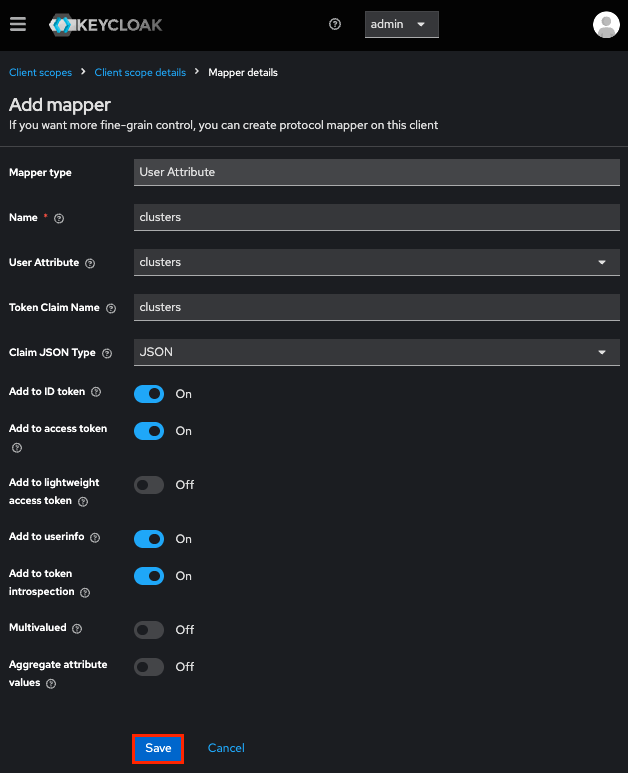 KEYCLOAK
admin
Client scopes > Client scope details > Mapper details
Add mapper
If you want more fine-grain control, you can create protocol mapper on this client
Mapper type
User Attribute
Name *
clusters
User Attribute
clusters
Token Claim Name
clusters
Claim JSON Type
JSON
Add to ID token
On
Add to access token
On
Add to lightweight
access token
Off
Add to userinfo
On
Add to token
introspection
On
Multivalued
Off
Aggregate attribute
values
Off
Save
Cancel